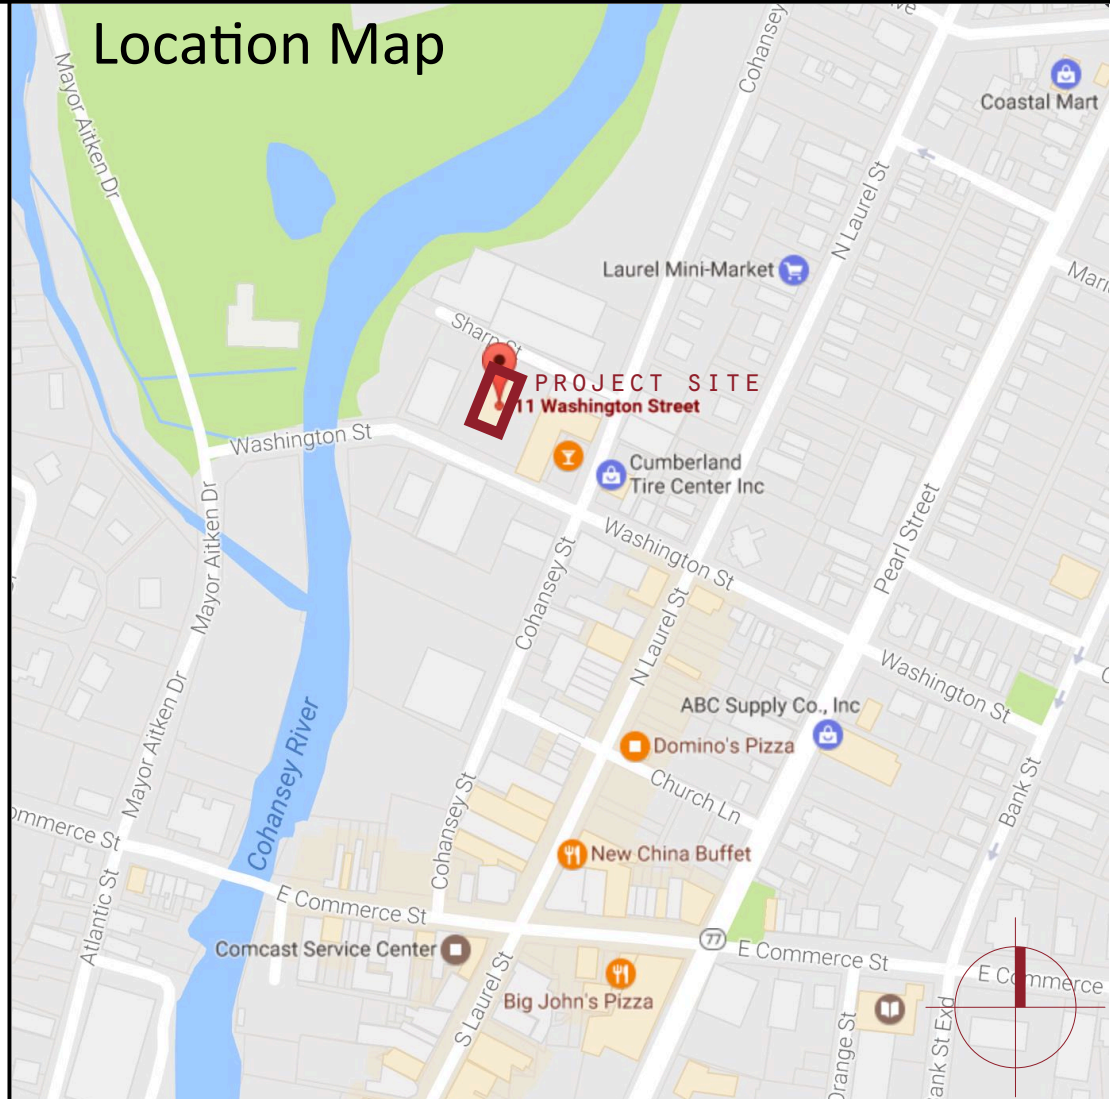 Location Map
Cohansey
Mayor Aitken Dr
Coastal Mart
N Laurel St
Laurel Mini-Market
Sharp St
PROJECT SITE
11 Washington Street
Washington St
Cumberland
Tire Center Inc
Mayor Aitken Dr
Washington St
Pearl Street
Cohansey St
N Laurel St
Washington St
Mayor Aitken Dr
ABC Supply Co., Inc
Domino's Pizza
Cohansey River
Church Ln
Bank St
Cohansey St
ommerce St
New China Buffet
Atlantic St
E Commerce St
77
Comcast Service Center
E Commerce St
E Commerce
S Laurel St
Big John's Pizza
Orange St
ank St Exd